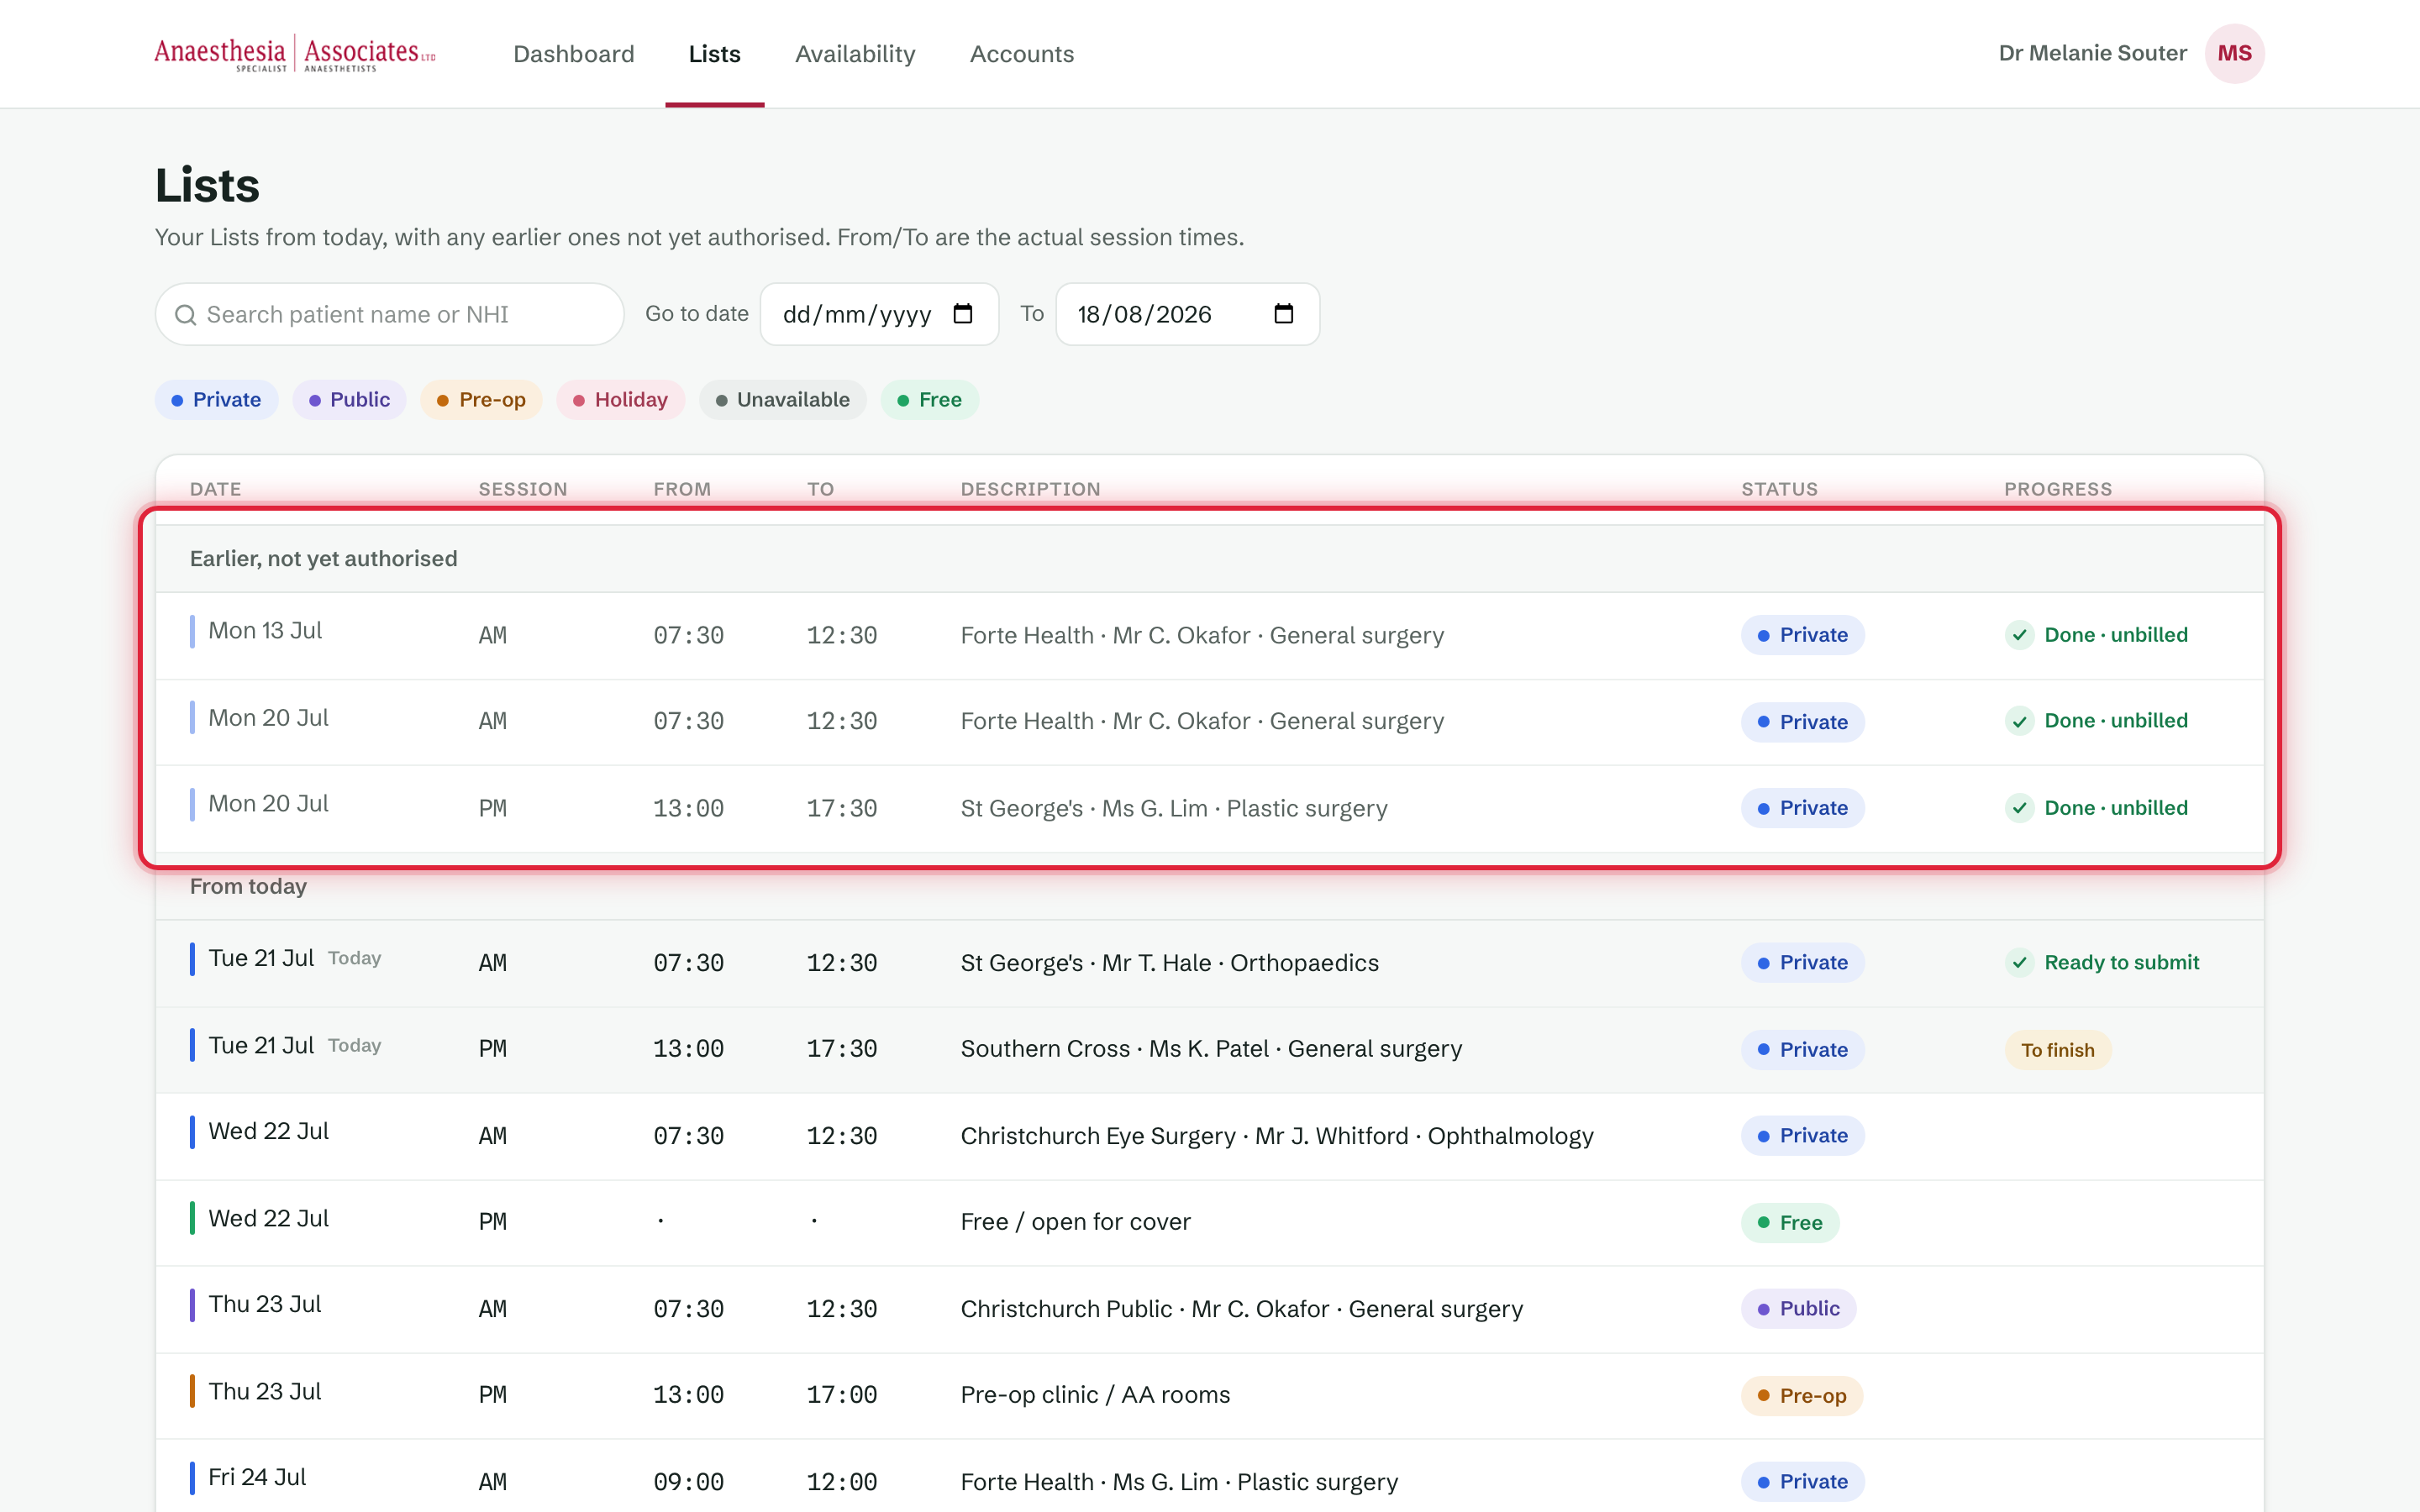 Anaesthesia | Associates LTD
SPECIALIST ANAESTHETISTS
Dashboard Lists Availability Accounts
Dr Melanie Souter MS
Lists
Your Lists from today, with any earlier ones not yet authorised. From/To are the actual session times.
Search patient name or NHI Go to date dd/mm/yyyy To 18/08/2026
Private Public Pre-op Holiday Unavailable Free
DATE SESSION FROM TO DESCRIPTION STATUS PROGRESS
Earlier, not yet authorised
Mon 13 Jul AM 07:30 12:30 Forte Health · Mr C. Okafor · General surgery Private Done · unbilled
Mon 20 Jul AM 07:30 12:30 Forte Health · Mr C. Okafor · General surgery Private Done · unbilled
Mon 20 Jul PM 13:00 17:30 St George's · Ms G. Lim · Plastic surgery Private Done · unbilled
From today
Tue 21 Jul Today AM 07:30 12:30 St George's · Mr T. Hale · Orthopaedics Private Ready to submit
Tue 21 Jul Today PM 13:00 17:30 Southern Cross · Ms K. Patel · General surgery Private To finish
Wed 22 Jul AM 07:30 12:30 Christchurch Eye Surgery · Mr J. Whitford · Ophthalmology Private
Wed 22 Jul PM · · Free / open for cover Free
Thu 23 Jul AM 07:30 12:30 Christchurch Public · Mr C. Okafor · General surgery Public
Thu 23 Jul PM 13:00 17:00 Pre-op clinic / AA rooms Pre-op
Fri 24 Jul AM 09:00 12:00 Forte Health · Ms G. Lim · Plastic surgery Private